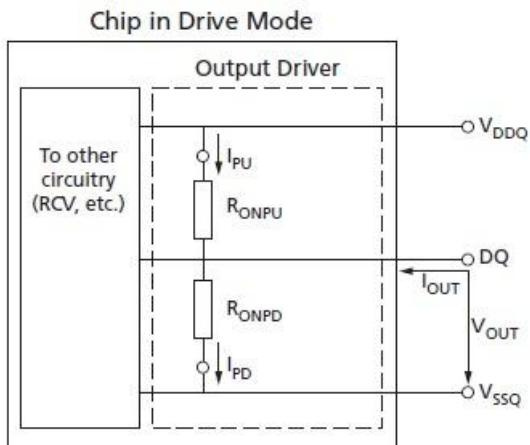 Chip in Drive Mode
Output Driver
V_DDQ
To other
circuitry
(RCV, etc.)
I_PU
R_ONPU
DQ
I_OUT
R_ONPD
V_OUT
I_PD
V_SSQ